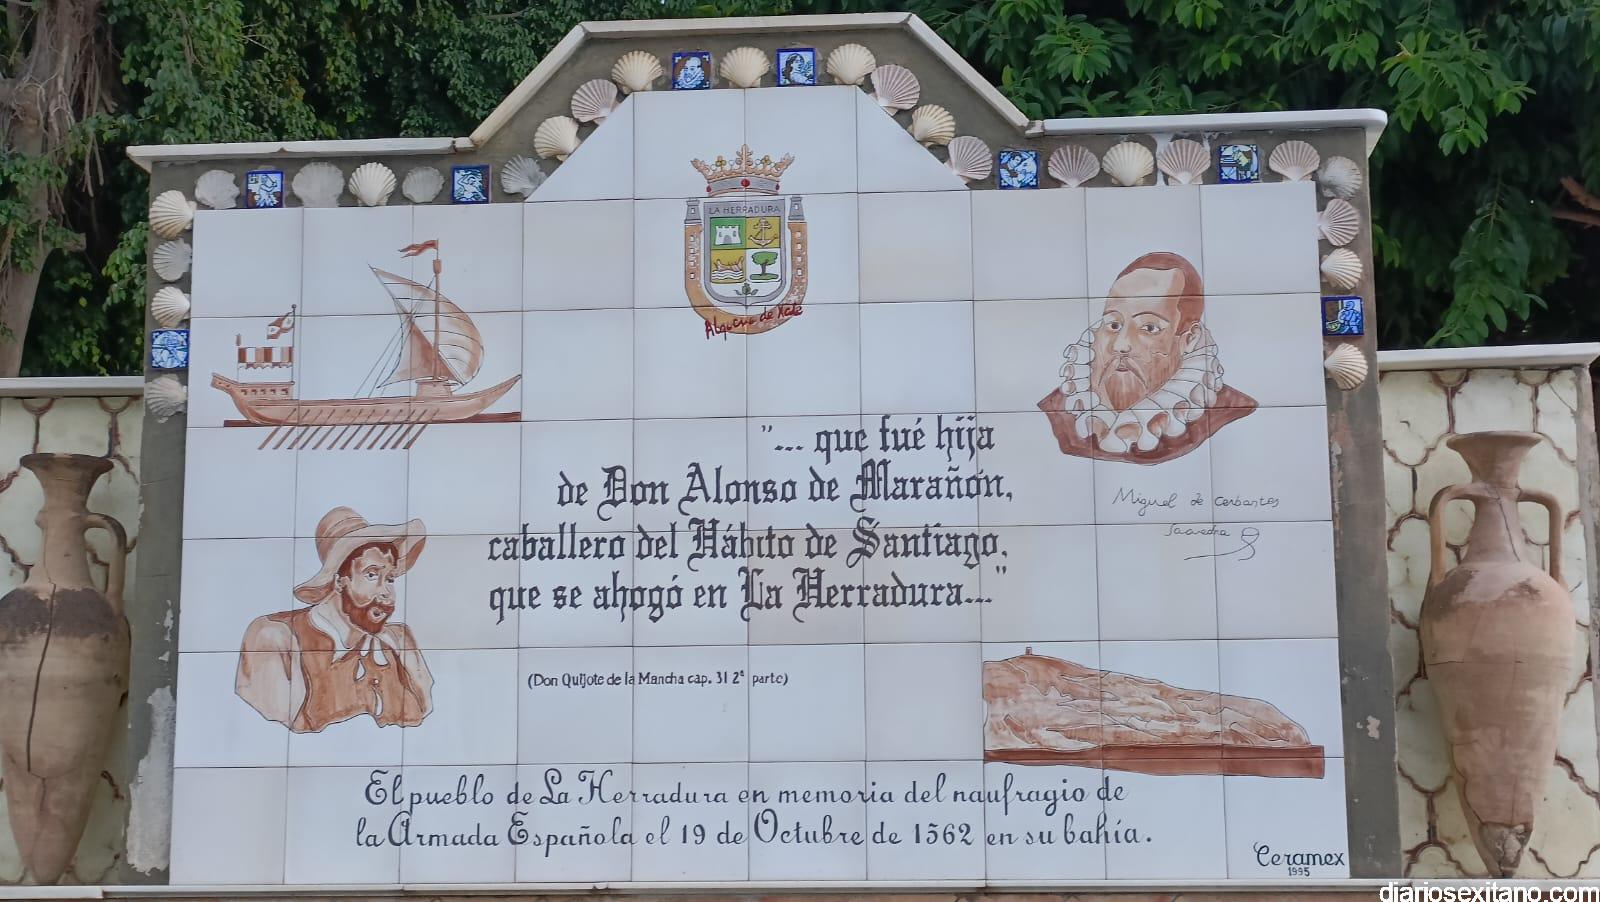 LA HERRADURA
Alquería de Xate
"... que fué hija
de Don Alonso de Marañón,
caballero del Hábito de Santiago,
que se ahogó en La Herradura..."
Miguel de Cerbantes
Saavedra
(Don Quijote de la Mancha cap. 31 2ª parte)
El pueblo de La Herradura en memoria del naufragio de
la Armada Española el 19 de Octubre de 1562 en su bahía.
Ceramex
1995
diariosexitano.com